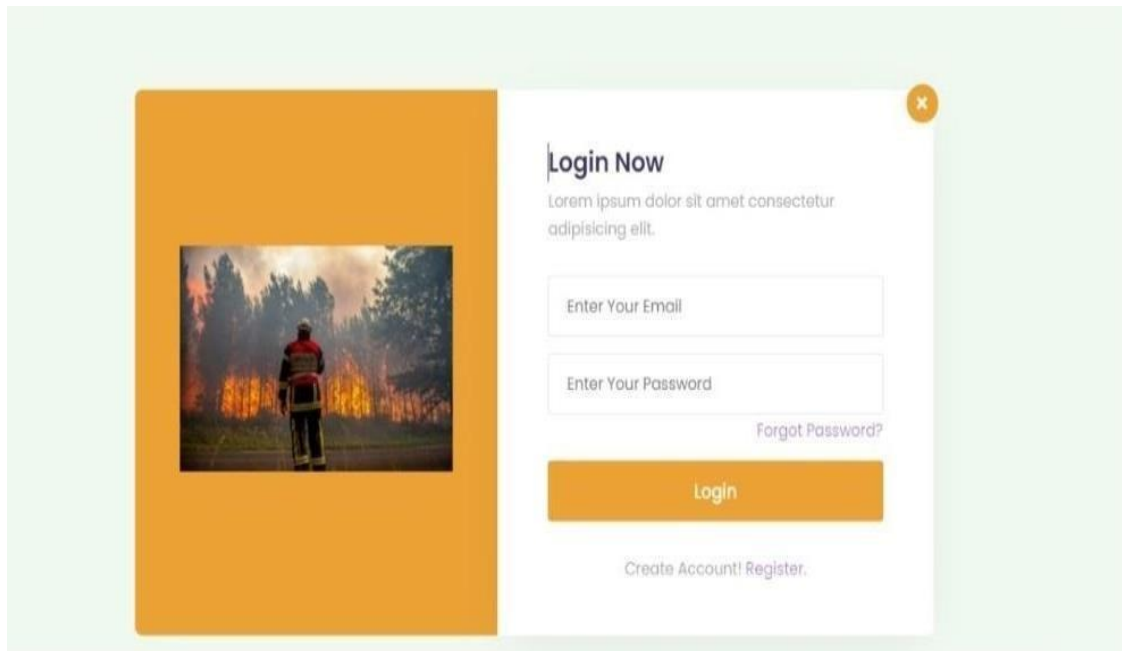 Login Now
Lorem ipsum dolor sit amet consectetur
adipisicing elit.
Enter Your Email
Enter Your Password
Forgot Password?
Login
Create Account! Register.